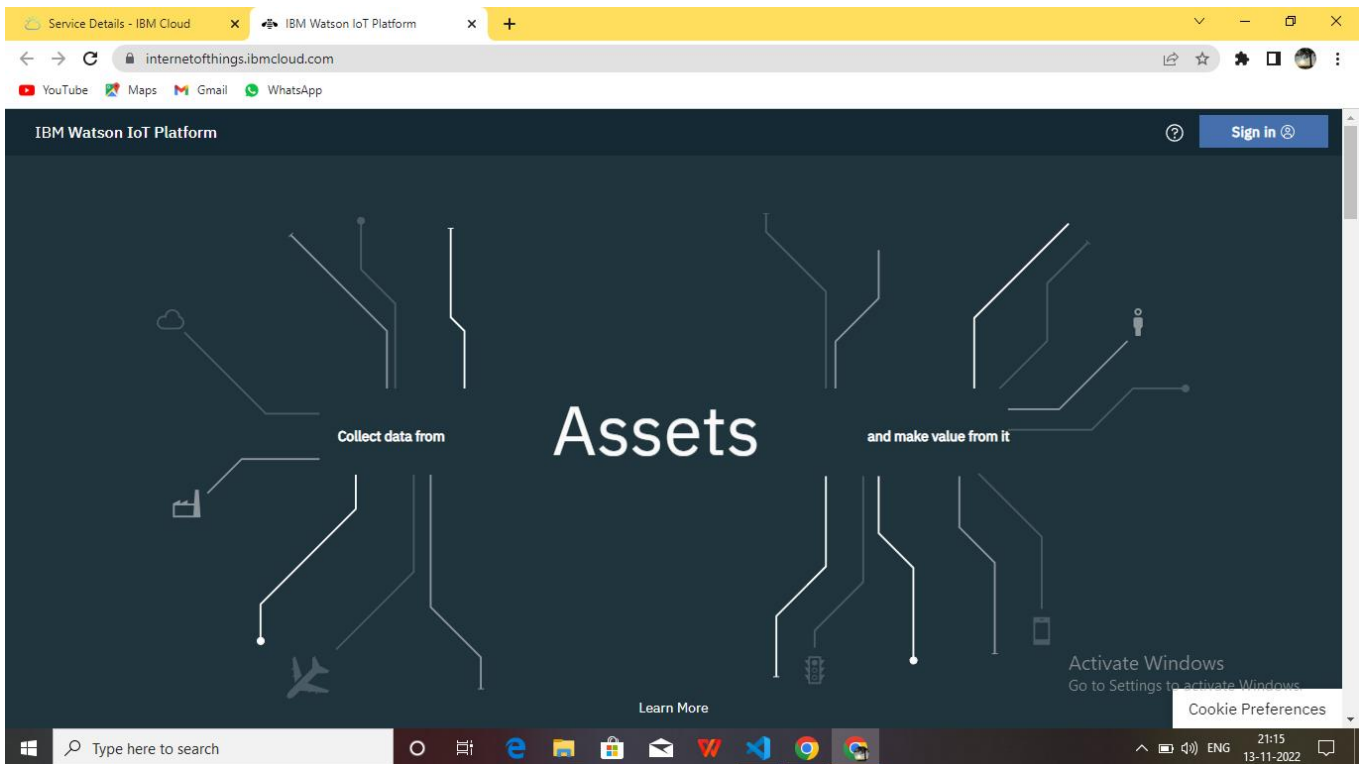 Service Details - IBM Cloud
IBM Watson IoT Platform
internetofthings.ibmcloud.com
YouTube Maps Gmail WhatsApp
IBM Watson IoT Platform
Sign in
Collect data from Assets and make value from it
Activate Windows
Go to Settings to activate Windows.
Learn More
Cookie Preferences
Type here to search
ENG
21:15
13-11-2022